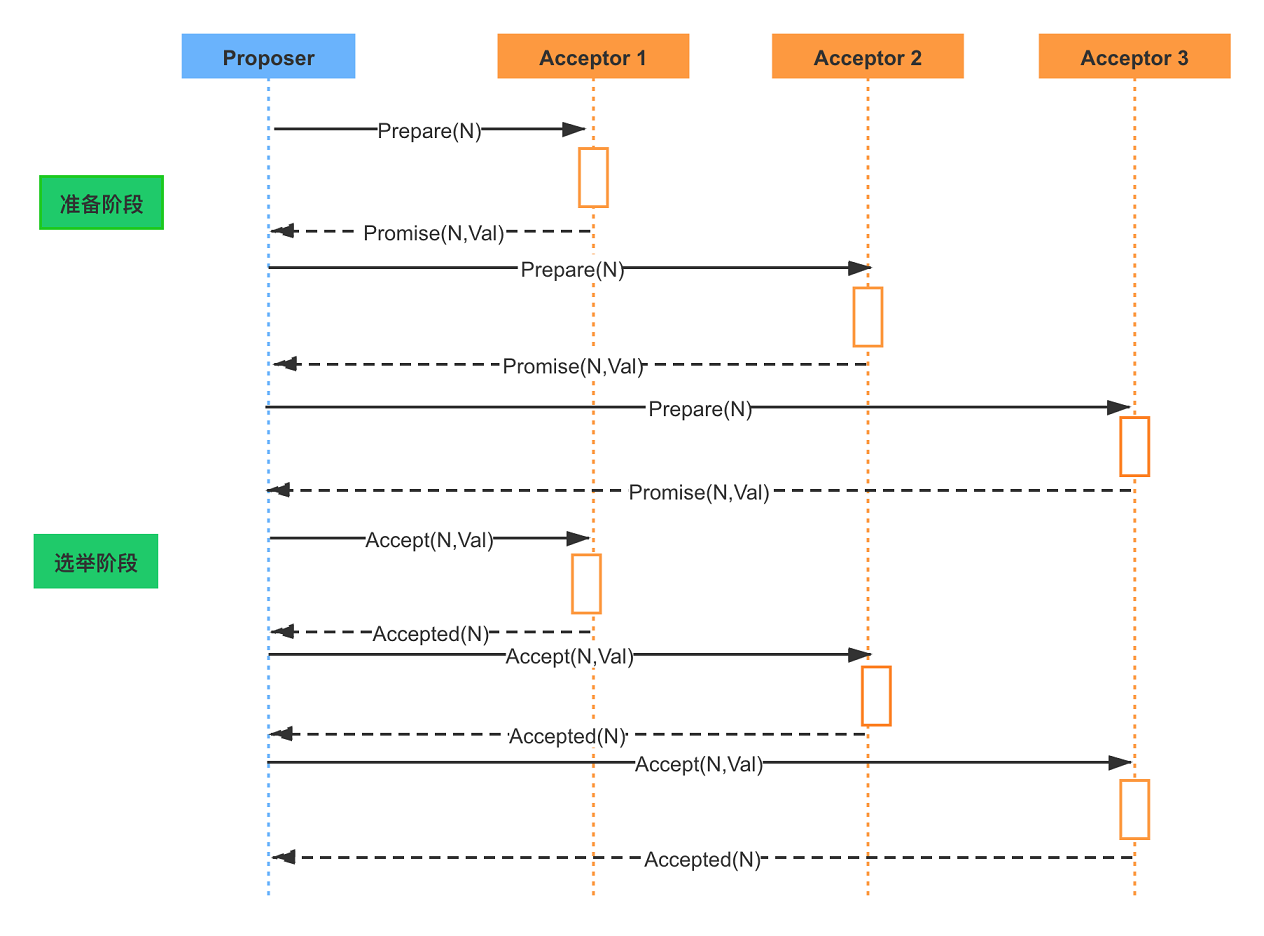 Proposer
Acceptor 1
Acceptor 2
Acceptor 3
Prepare(N)
准备阶段
Promise(N,Val)
Prepare(N)
Promise(N,Val)
Prepare(N)
Promise(N,Val)
Accept(N,Val)
选举阶段
Accepted(N)
Accept(N,Val)
Accepted(N)
Accept(N,Val)
Accepted(N)